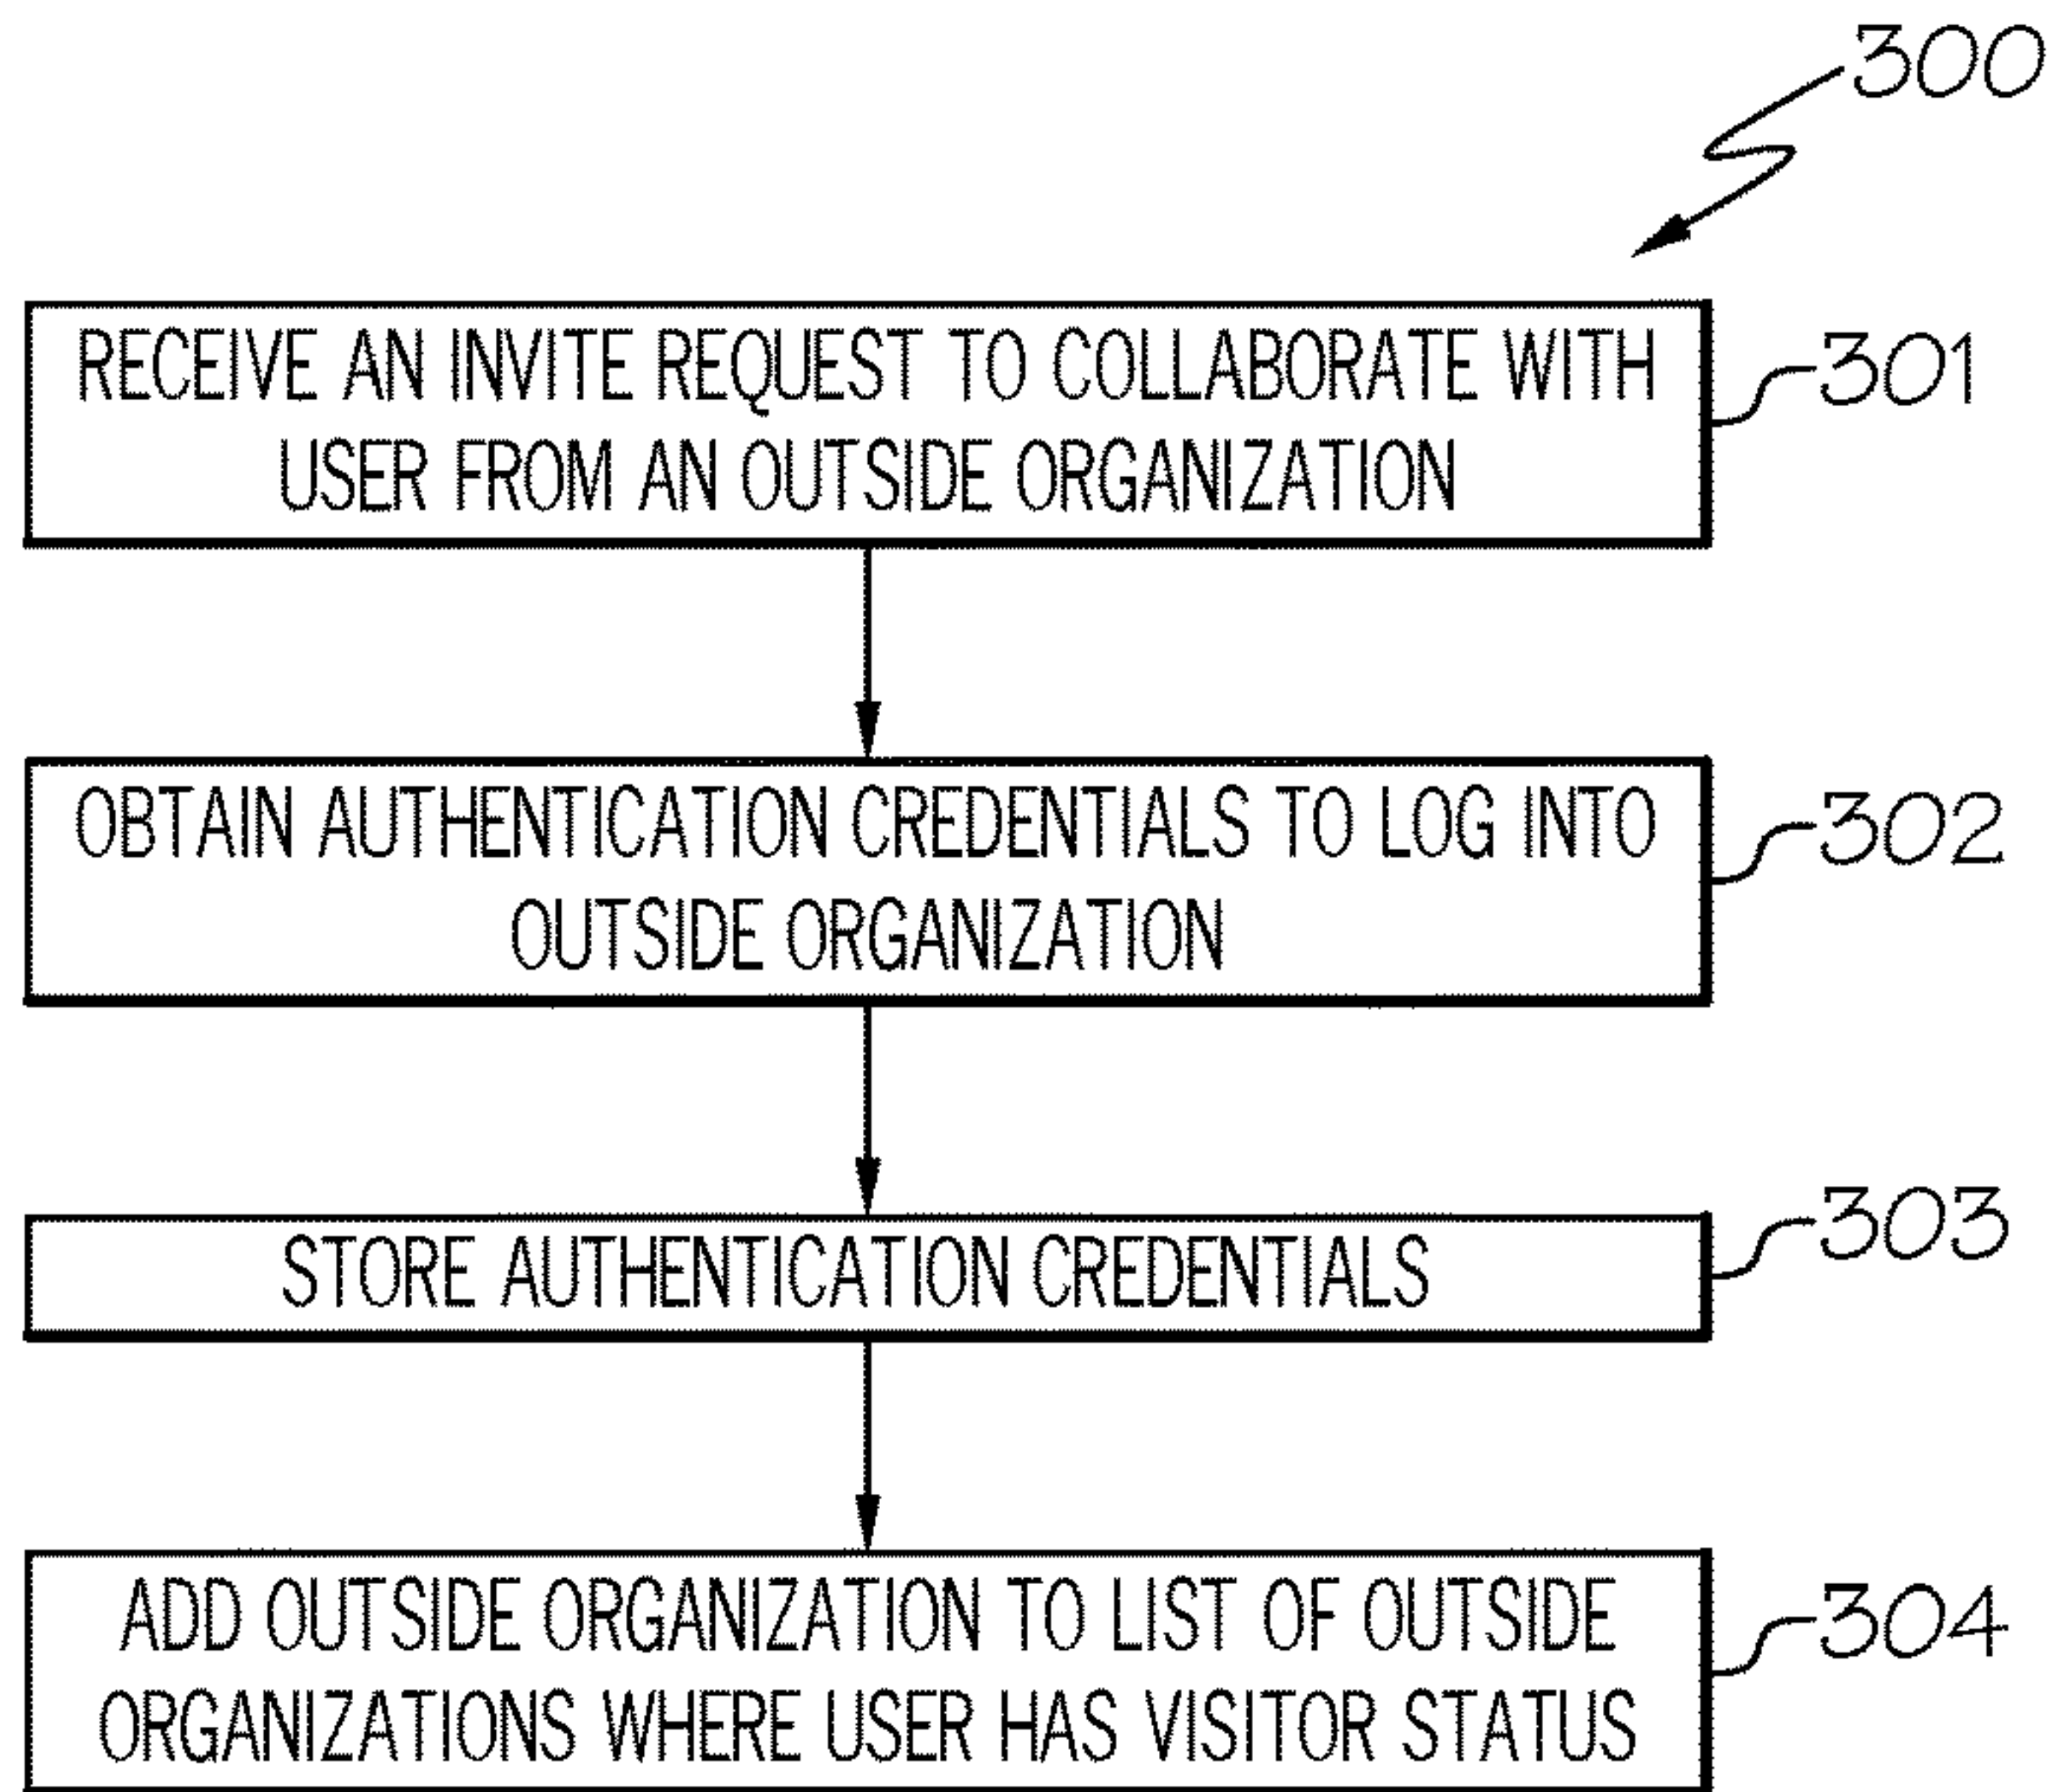 300
RECEIVE AN INVITE REQUEST TO COLLABORATE WITH
USER FROM AN OUTSIDE ORGANIZATION
301
OBTAIN AUTHENTICATION CREDENTIALS TO LOG INTO
OUTSIDE ORGANIZATION
302
STORE AUTHENTICATION CREDENTIALS
303
ADD OUTSIDE ORGANIZATION TO LIST OF OUTSIDE
ORGANIZATIONS WHERE USER HAS VISITOR STATUS
304